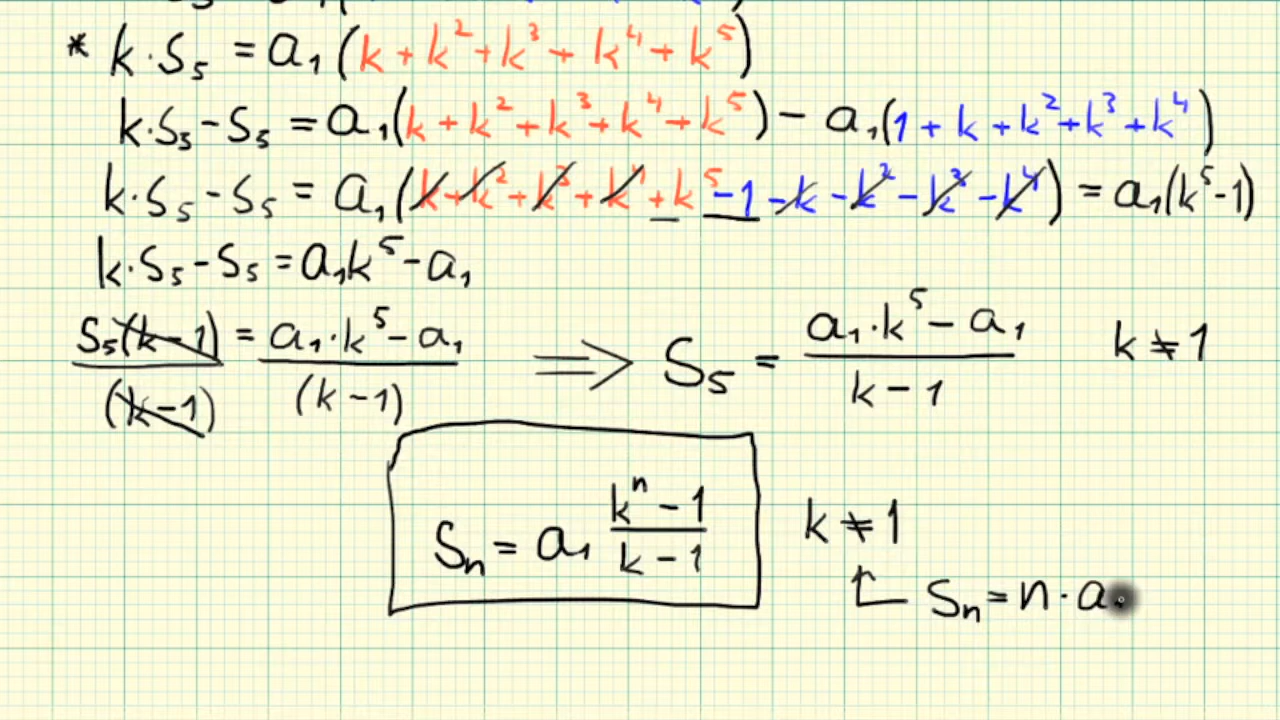 * k·S₅ = a₁(k + k² + k³ + k⁴ + k⁵)
k·S₅ - S₅ = a₁(k + k² + k³ + k⁴ + k⁵) - a₁(1 + k + k² + k³ + k⁴)
k·S₅ - S₅ = a₁(k + k² + k³ + k⁴ + k⁵ - 1 - k - k² - k³ - k⁴) = a₁(k⁵ - 1)
k·S₅ - S₅ = a₁k⁵ - a₁
S₅(k - 1)/(k - 1) = (a₁·k⁵ - a₁)/(k - 1) ⟹ S₅ = (a₁·k⁵ - a₁)/(k - 1) k ≠ 1
Sₙ = a₁ (kⁿ - 1)/(k - 1) k ≠ 1
Sₙ = n·a